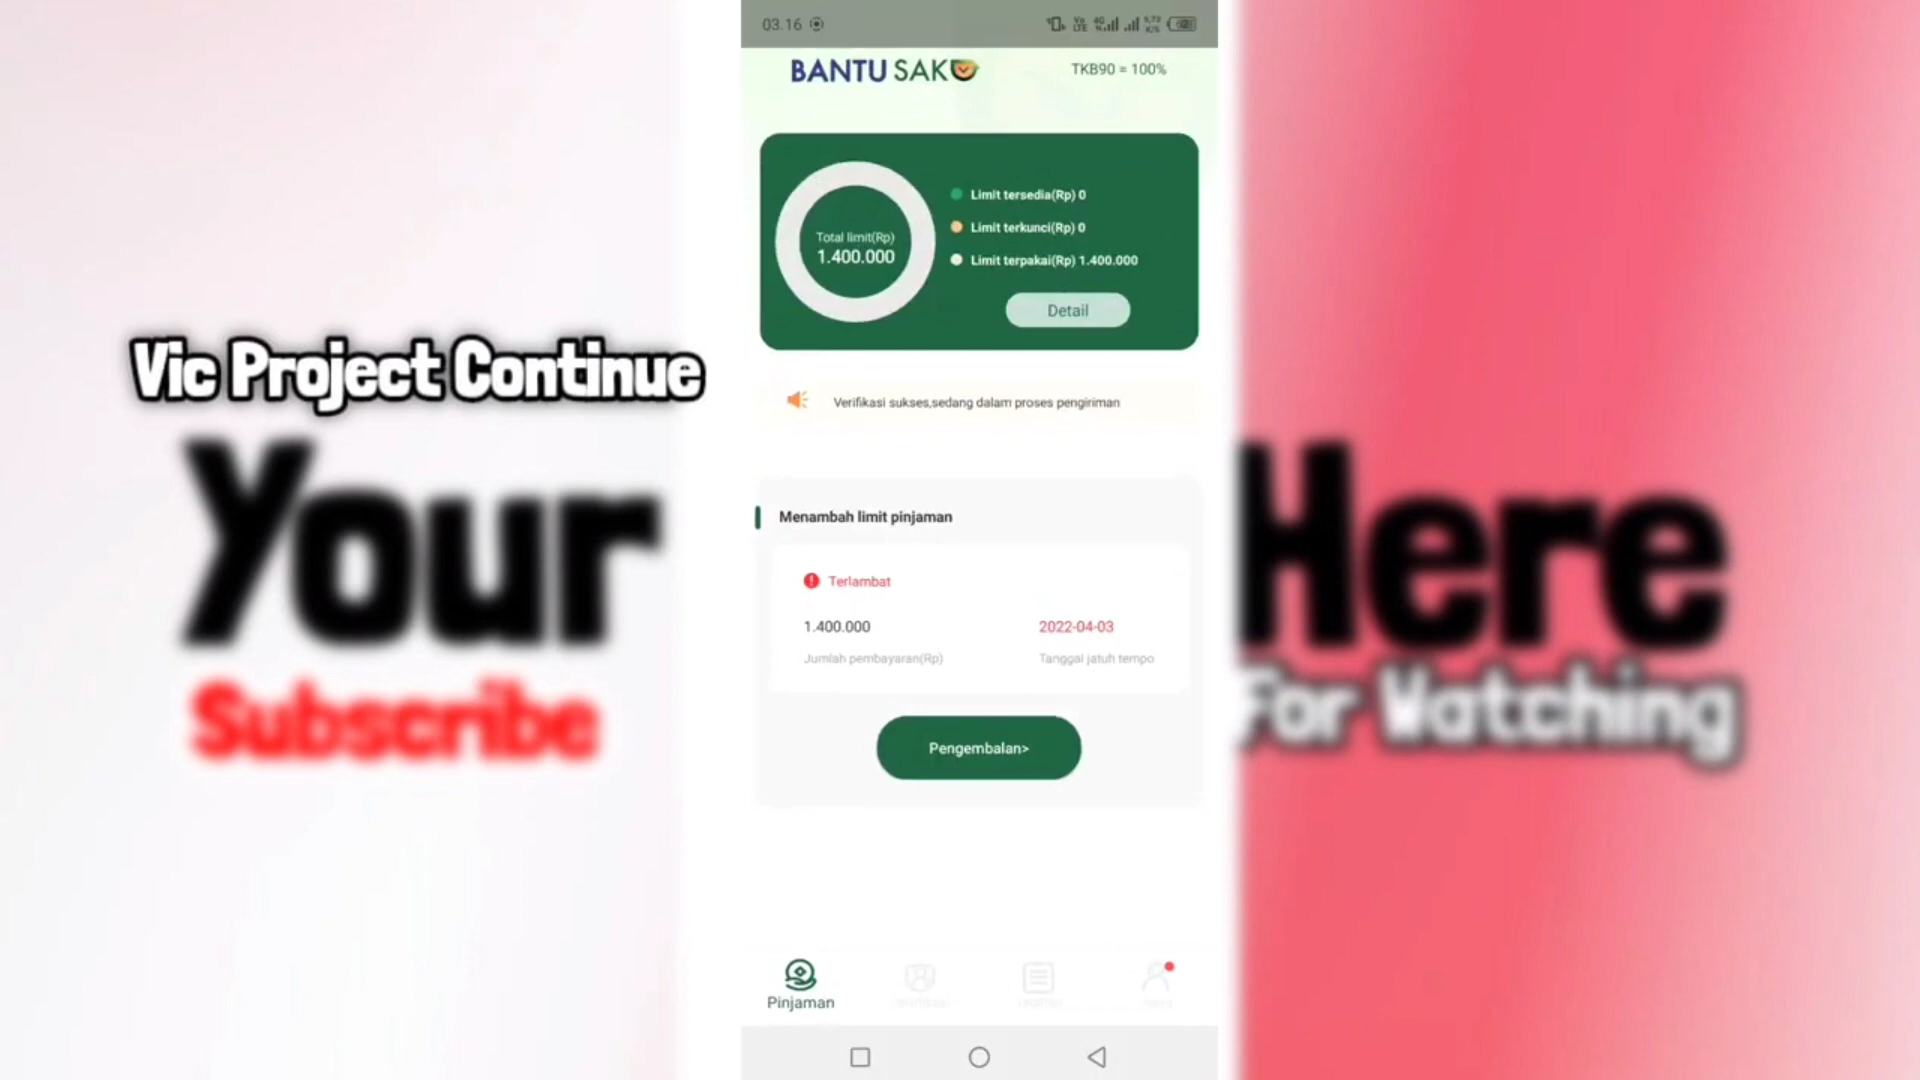 03.16
BANTU SAKU
TKB90 = 100%
Total limit(Rp)
1.400.000
Limit tersedia(Rp) 0
Limit terkunci(Rp) 0
Limit terpakai(Rp) 1.400.000
Detail
Verifikasi sukses,sedang dalam proses pengiriman
Menambah limit pinjaman
Terlambat
1.400.000
2022-04-03
Jumlah pembayaran(Rp)
Tanggal jatuh tempo
Pengembalan>
Pinjaman
Vic Project Continue
Your
Subscribe
Here
For Watching